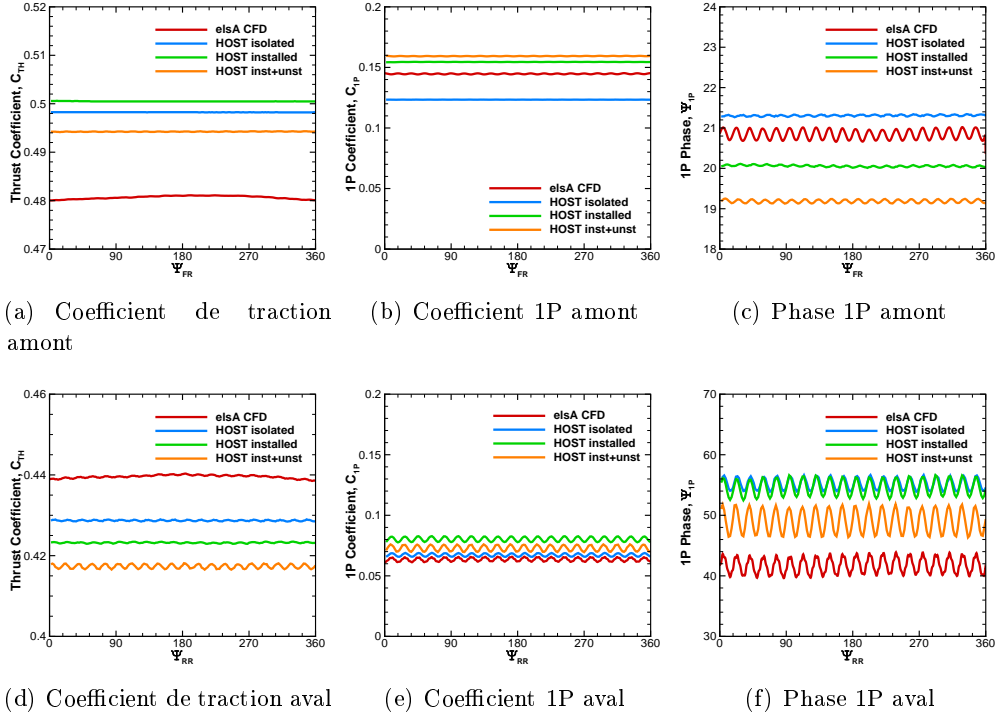 0.52
0.51
0.5
0.49
0.48
0.47
Thrust Coefficient, C_TH
elsA CFD
HOST isolated
HOST installed
HOST inst+unst
0 90 180 270 360
Ψ_FR
(a) Coefficient de traction
amont
0.2
0.15
0.1
0.05
0
1P Coefficient, C_1P
elsA CFD
HOST isolated
HOST installed
HOST inst+unst
0 90 180 270 360
Ψ_FR
(b) Coefficient 1P amont
24
23
22
21
20
19
18
1P Phase, Ψ_1P
elsA CFD
HOST isolated
HOST installed
HOST inst+unst
0 90 180 270 360
Ψ_FR
(c) Phase 1P amont
0.46
0.44
0.42
0.4
Thrust Coefficient, C_TH
elsA CFD
HOST isolated
HOST installed
HOST inst+unst
0 90 180 270 360
Ψ_RR
(d) Coefficient de traction aval
0.2
0.15
0.1
0.05
0
1P Coefficient, C_1P
elsA CFD
HOST isolated
HOST installed
HOST inst+unst
0 90 180 270 360
Ψ_RR
(e) Coefficient 1P aval
70
60
50
40
30
1P Phase, Ψ_1P
elsA CFD
HOST isolated
HOST installed
HOST inst+unst
0 90 180 270 360
Ψ_RR
(f) Phase 1P aval